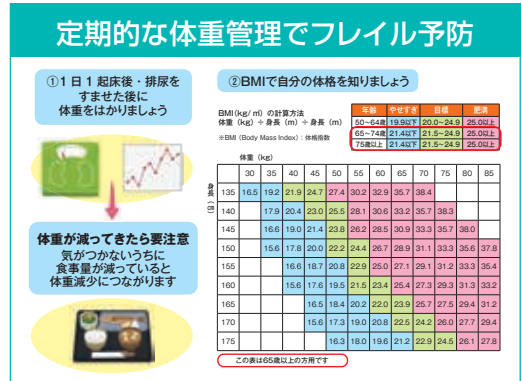 定期的な体重管理でフレイル予防
①1日1起床後・排尿を
すませた後に
体重をはかりましょう
体重が減ってきたら要注意
気がつかないうちに
食事量が減っていると
体重減少につながります
②BMIで自分の体格を知りましょう
BMI(kg/㎡)の計算方法
体重(kg)÷身長(m)÷身長(m)
※BMI(Body Mass Index):体格指数
年齢 やせすぎ 目標 肥満
50~64歳 19.9以下 20.0~24.9 25.0以上
65~74歳 21.4以下 21.5~24.9 25.0以上
75歳以上 21.4以下 21.5~24.9 25.0以上
体重(kg)
30 35 40 45 50 55 60 65 70 75 80 85
身長
135 16.5 19.2 21.9 24.7 27.4 30.2 32.9 35.7 38.4
140 17.9 20.4 23.0 25.5 28.1 30.6 33.2 35.7 38.3
145 16.6 19.0 21.4 23.8 26.2 28.5 30.9 33.3 35.7 38.0
150 15.6 17.8 20.0 22.2 24.4 26.7 28.9 31.1 33.3 35.6 37.8
155 16.6 18.7 20.8 22.9 25.0 27.1 29.1 31.2 33.3 35.4
160 15.6 17.6 19.5 21.5 23.4 25.4 27.3 29.3 31.3 33.2
165 16.5 18.4 20.2 22.0 23.9 25.7 27.5 29.4 31.2
170 15.6 17.3 19.0 20.8 22.5 24.2 26.0 27.7 29.4
175 16.3 18.0 19.6 21.2 22.9 24.5 26.1 27.8
この表は65歳以上の方用です